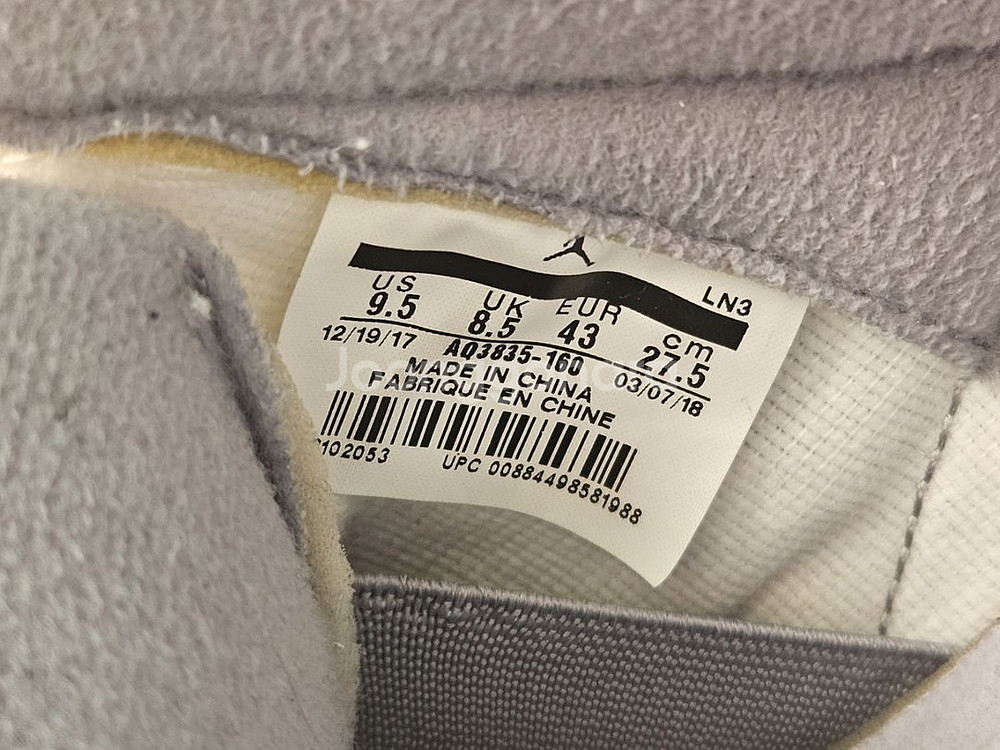 LN3
US UK EUR cm
9.5 8.5 43 27.5
12/19/17 AQ3835-160 03/07/18
MADE IN CHINA
FABRIQUE EN CHINE
102053 UPC 00884498581988